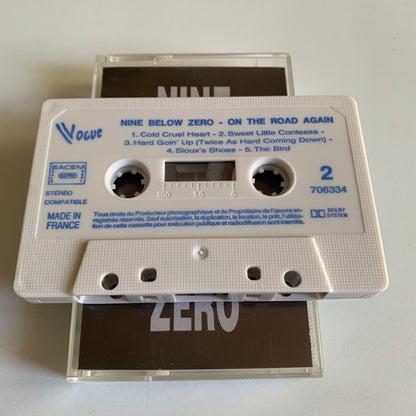 NINE
Vogue
NINE BELOW ZERO - ON THE ROAD AGAIN
1. Cold Cruel Heart - 2. Sweet Little Contessa -
3. Hard Goin' Up (Twice As Hard Coming Down) -
4. Sioux's Shoes - 5. The Bird
2
706334
SACEM
STÉRÉO
COMPATIBLE
100 50 0
MADE IN
FRANCE
Tous droits du Producteur phonographique et du Propriétaire de l'œuvre en-
registrée réservés. Sauf autorisation, la duplication, la location, le prêt, l'utilisa-
tion de cette cassette pour exécution publique et radiodiffusion sont interdits.
DOLBY
SYSTEM
ZERO